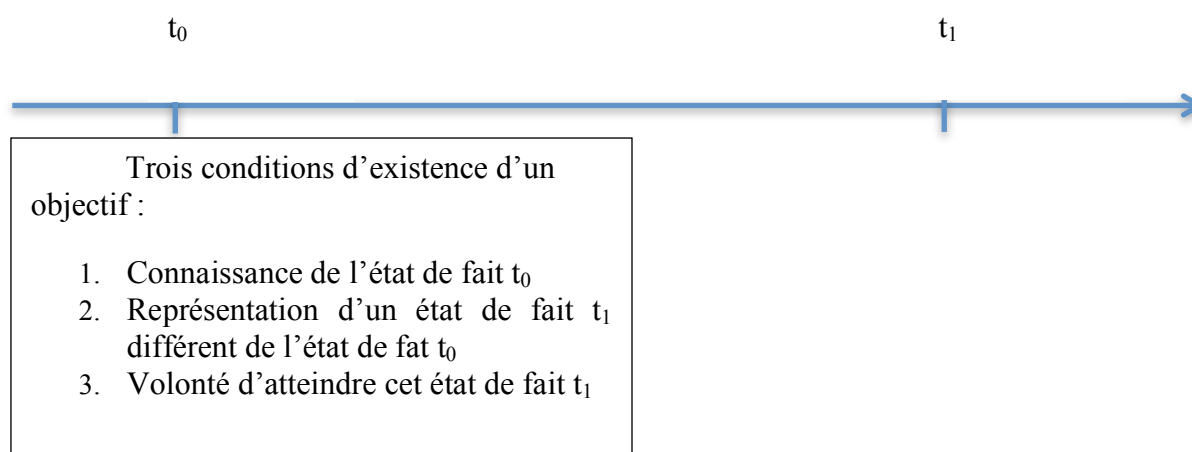 t₀ t₁
Trois conditions d’existence d’un
objectif :
1. Connaissance de l’état de fait t₀
2. Représentation d’un état de fait t₁
différent de l’état de fat t₀
3. Volonté d’atteindre cet état de fait t₁